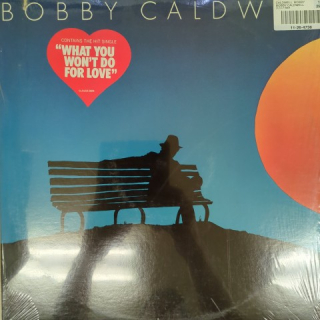 BOBBY CALDW
CONTAINS THE HIT SINGLE
"WHAT YOU
WON'T DO
FOR LOVE"